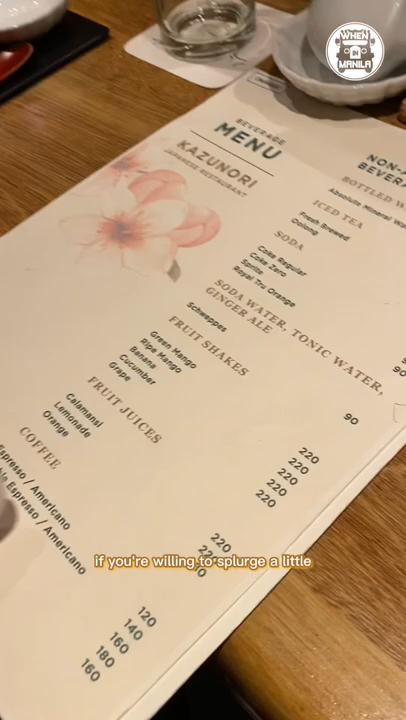 WHEN
IN
MANILA
BEVERAGE
MENU
KAZUNORI
JAPANESE RESTAURANT
NON-A
BEVERA
BOTTLED W
Absolute Mineral Wa
ICED TEA
Fresh Brewed
Oolong
SODA
Coke Regular
Coke Zero
Sprite
Royal Tru Orange
SODA WATER, TONIC WATER,
GINGER ALE
Schweppes
90
FRUIT SHAKES
Green Mango
Ripe Mango
Banana
Cucumber
Grape
220
220
220
220
FRUIT JUICES
Calamansi
Lemonade
Orange
220
COFFEE
Espresso / Americano
Espresso / Americano
if you're willing to splurge a little
120
140
160
180
160